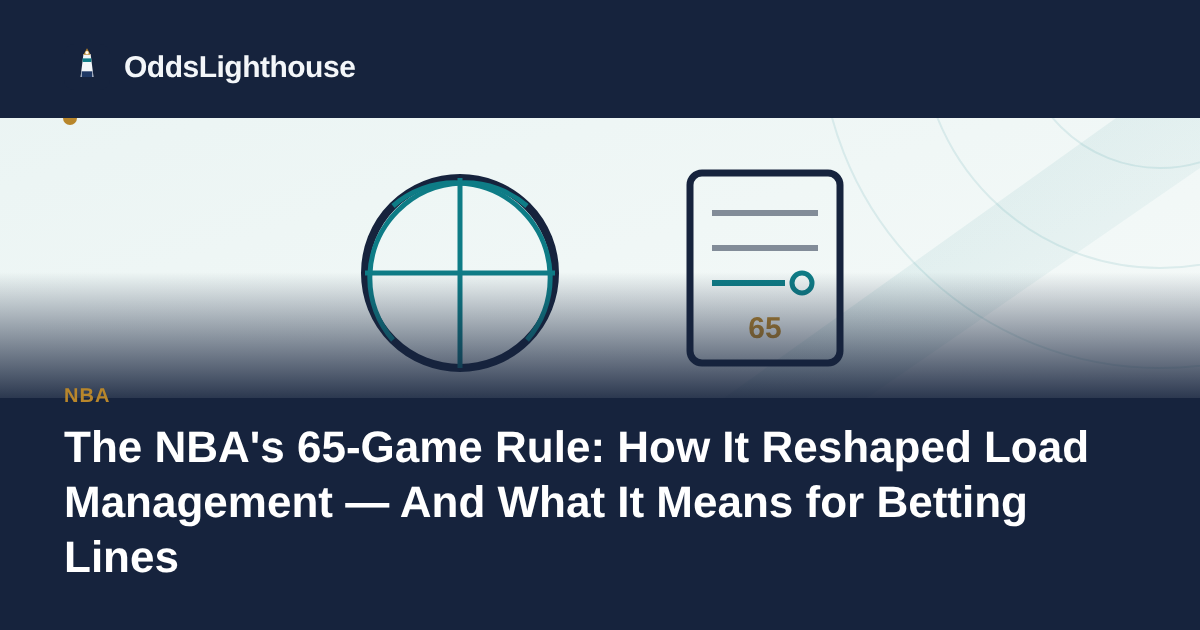 OddsLighthouse
65
NBA
The NBA's 65-Game Rule: How It Reshaped Load
Management — And What It Means for Betting
Lines